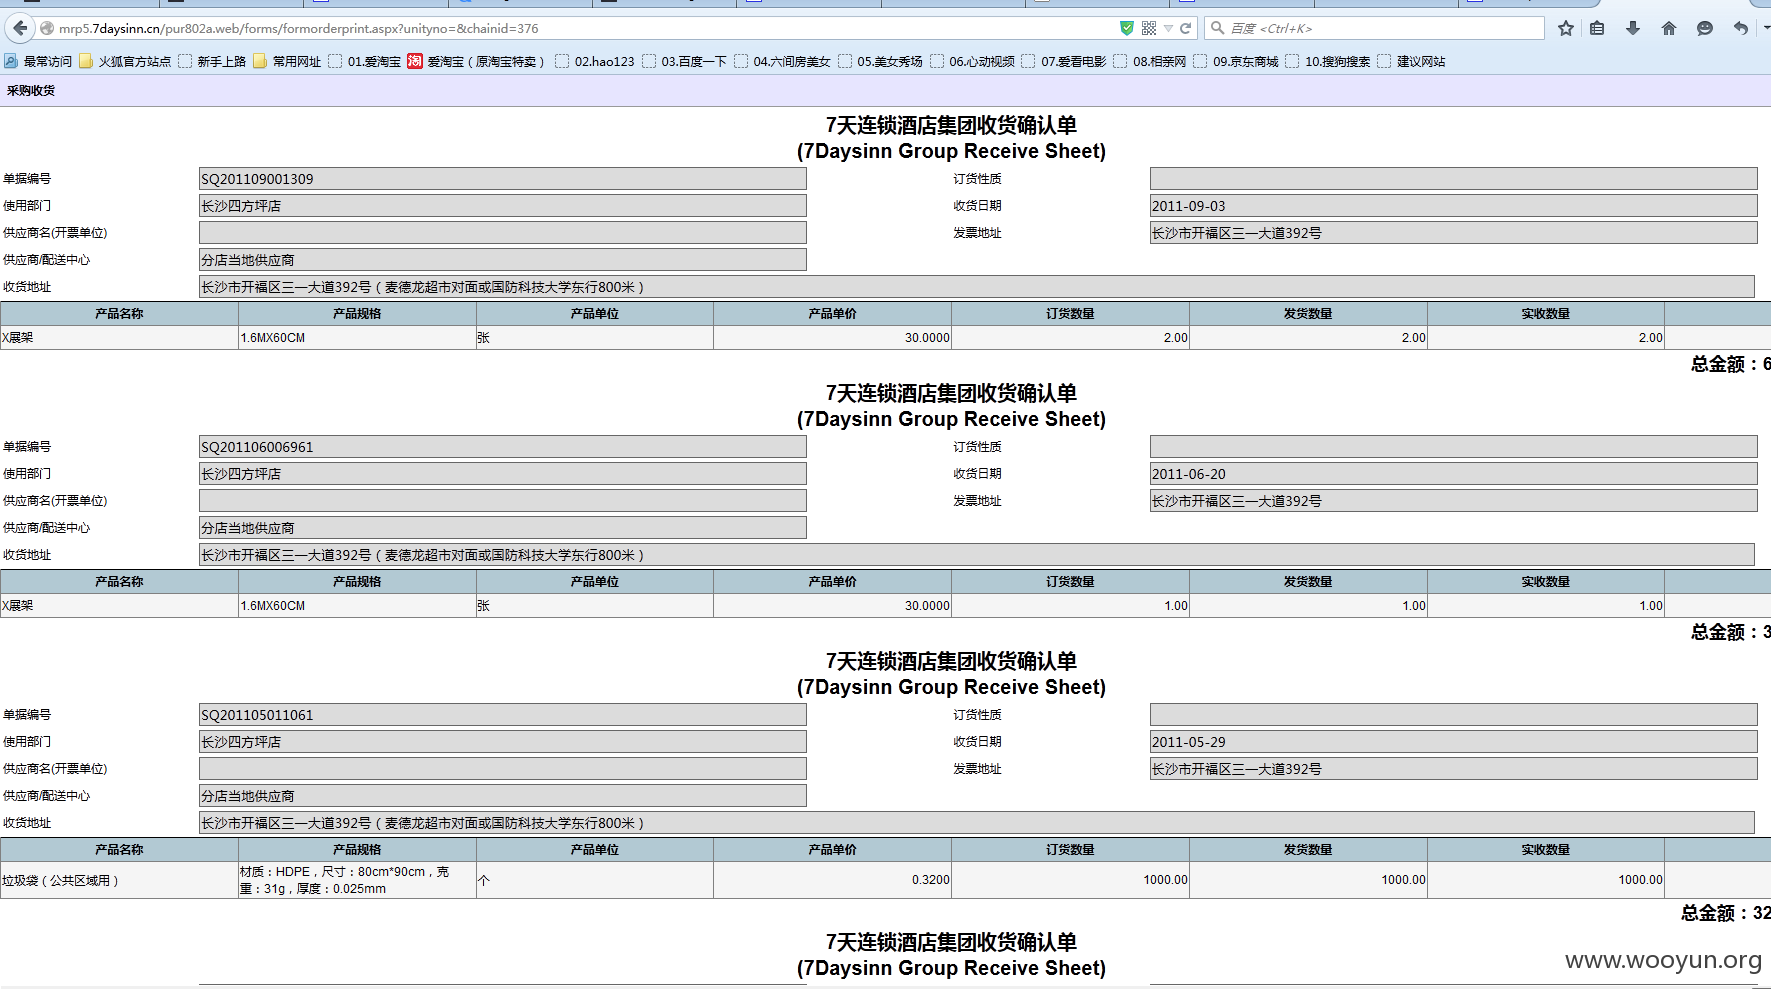 mrp5.7daysinn.cn/pur802a.web/forms/formorderprint.aspx?unityno=&chainid=376
百度 <Ctrl+K>
最常访问 火狐官方站点 新手上路 常用网址 01.爱淘宝 淘 爱淘宝（原淘宝特卖） 02.hao123 03.百度一下 04.六间房美女 05.美女秀场 06.心动视频 07.爱看电影 08.相亲网 09.京东商城 10.搜狗搜索 建议网站
采购收货
7天连锁酒店集团收货确认单
(7Daysinn Group Receive Sheet)
单据编号 SQ201109001309 订货性质
使用部门 长沙四方坪店 收货日期 2011-09-03
供应商名(开票单位) 发票地址 长沙市开福区三一大道392号
供应商/配送中心 分店当地供应商
收货地址 长沙市开福区三一大道392号（麦德龙超市对面或国防科技大学东行800米）
产品名称 产品规格 产品单位 产品单价 订货数量 发货数量 实收数量
X展架 1.6MX60CM 张 30.0000 2.00 2.00 2.00
总金额：6
7天连锁酒店集团收货确认单
(7Daysinn Group Receive Sheet)
单据编号 SQ201106006961 订货性质
使用部门 长沙四方坪店 收货日期 2011-06-20
供应商名(开票单位) 发票地址 长沙市开福区三一大道392号
供应商/配送中心 分店当地供应商
收货地址 长沙市开福区三一大道392号（麦德龙超市对面或国防科技大学东行800米）
产品名称 产品规格 产品单位 产品单价 订货数量 发货数量 实收数量
X展架 1.6MX60CM 张 30.0000 1.00 1.00 1.00
总金额：3
7天连锁酒店集团收货确认单
(7Daysinn Group Receive Sheet)
单据编号 SQ201105011061 订货性质
使用部门 长沙四方坪店 收货日期 2011-05-29
供应商名(开票单位) 发票地址 长沙市开福区三一大道392号
供应商/配送中心 分店当地供应商
收货地址 长沙市开福区三一大道392号（麦德龙超市对面或国防科技大学东行800米）
产品名称 产品规格 产品单位 产品单价 订货数量 发货数量 实收数量
垃圾袋（公共区域用） 材质：HDPE，尺寸：80cm*90cm，克
重：31g，厚度：0.025mm 个 0.3200 1000.00 1000.00 1000.00
总金额：32
7天连锁酒店集团收货确认单
(7Daysinn Group Receive Sheet)
www.wooyun.org